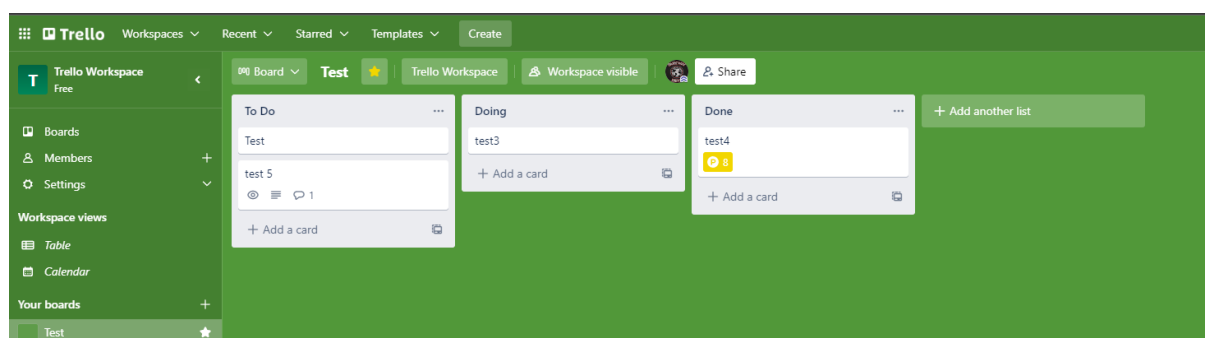 Trello Workspaces Recent Starred Templates Create
T Trello Workspace
Free
Boards
Members +
Settings
Workspace views
Table
Calendar
Your boards +
Test
Board Test Trello Workspace Workspace visible Share
To Do ...
Test
test 5
1
+ Add a card
Doing ...
test3
+ Add a card
Done ...
test4
P 8
+ Add a card
+ Add another list